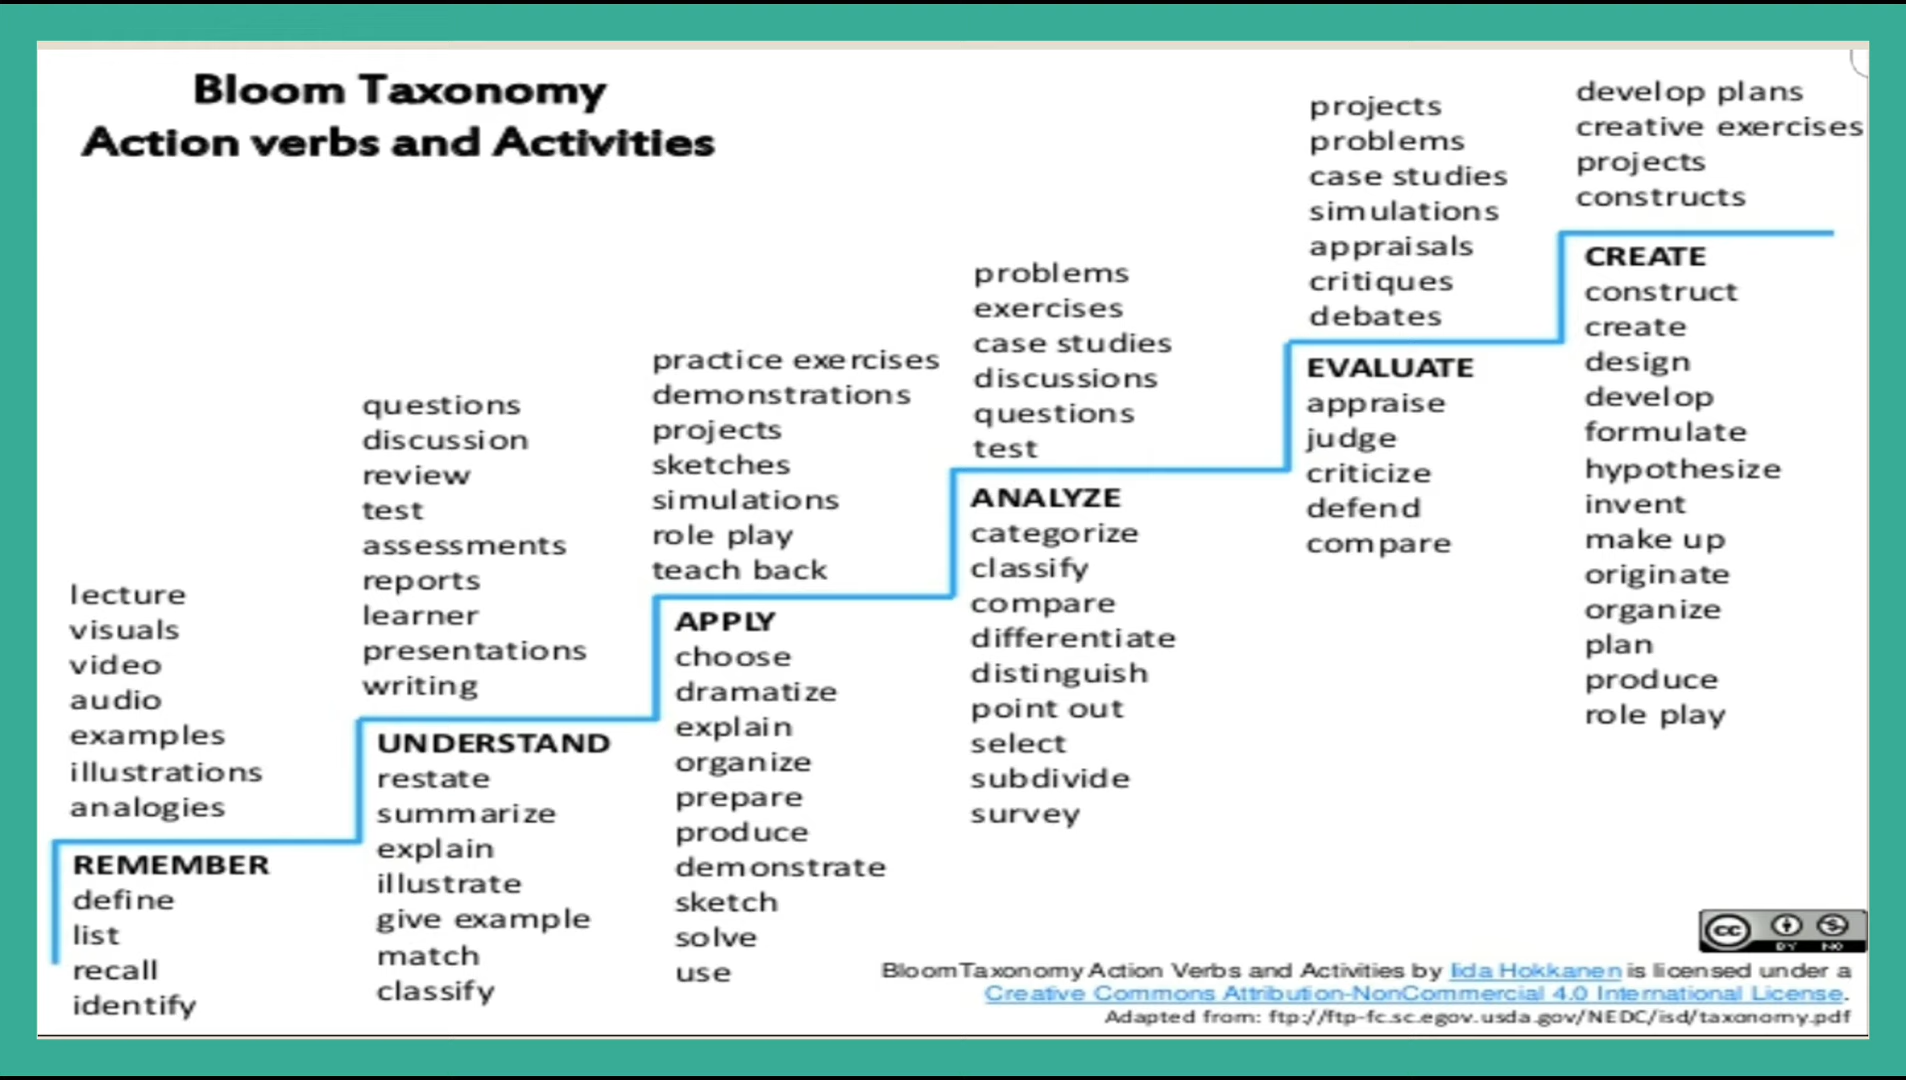 Bloom Taxonomy
Action verbs and Activities
lecture
visuals
video
audio
examples
illustrations
analogies
REMEMBER
define
list
recall
identify
questions
discussion
review
test
assessments
reports
learner
presentations
writing
UNDERSTAND
restate
summarize
explain
illustrate
give example
match
classify
practice exercises
demonstrations
projects
sketches
simulations
role play
teach back
APPLY
choose
dramatize
explain
organize
prepare
produce
demonstrate
sketch
solve
use
problems
exercises
case studies
discussions
questions
test
ANALYZE
categorize
classify
compare
differentiate
distinguish
point out
select
subdivide
survey
projects
problems
case studies
simulations
appraisals
critiques
debates
EVALUATE
appraise
judge
criticize
defend
compare
develop plans
creative exercises
projects
constructs
CREATE
construct
create
design
develop
formulate
hypothesize
invent
make up
originate
organize
plan
produce
role play
cc
BY NC
Bloom Taxonomy Action Verbs and Activities by Iida Hokkanen is licensed under a
Creative Commons Attribution-NonCommercial 4.0 International License.
Adapted from: ftp://ftp-fc.sc.egov.usda.gov/NEDC/isd/taxonomy.pdf